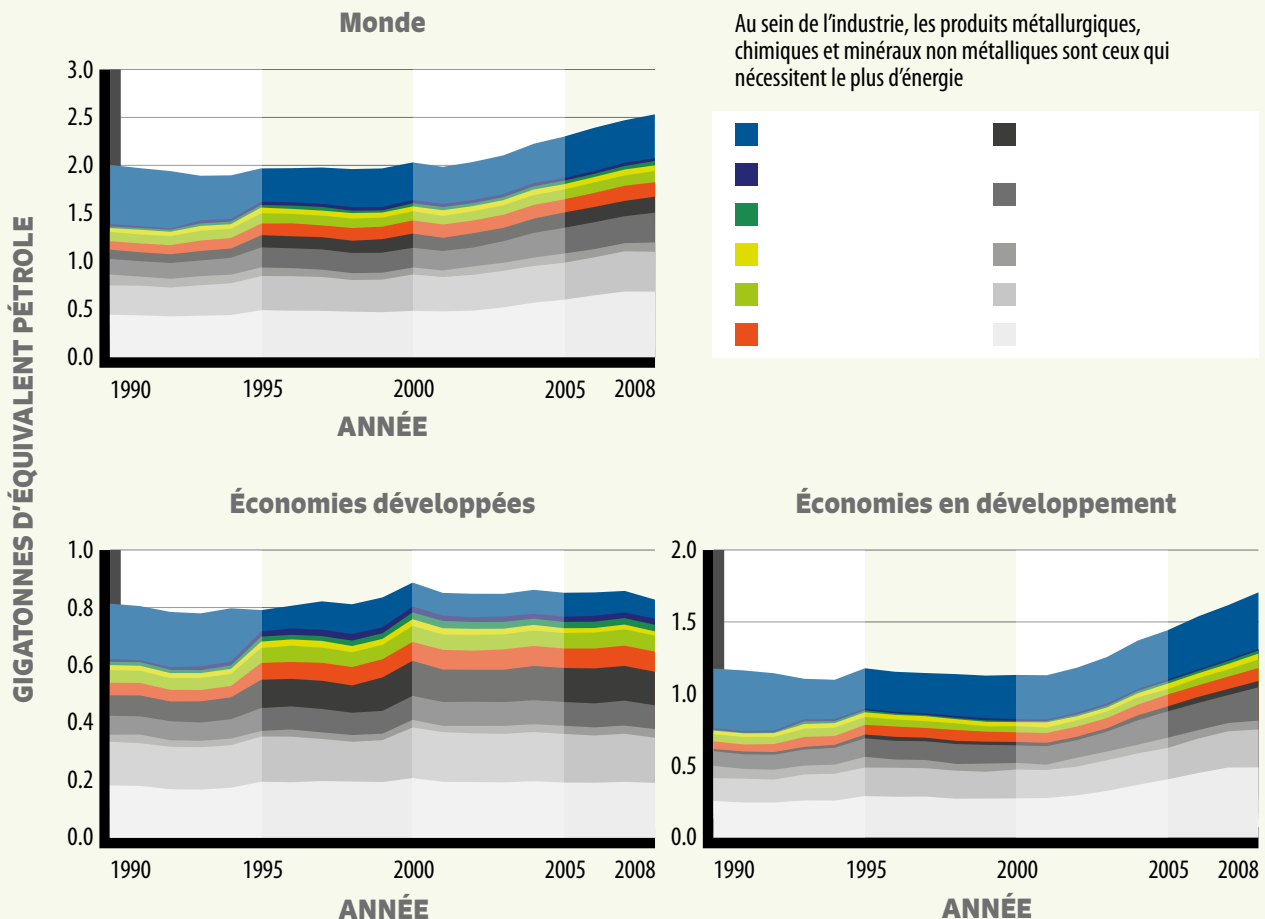 Monde
Au sein de l’industrie, les produits métallurgiques,
chimiques et minéraux non métalliques sont ceux qui
nécessitent le plus d’énergie
3.0
2.5
2.0
1.5
1.0
0.5
0.0
1990 1995 2000 2005 2008
ANNÉE
GIGATONNES D'ÉQUIVALENT PÉTROLE
Économies développées
1.0
0.8
0.6
0.4
0.2
0.0
1990 1995 2000 2005 2008
ANNÉE
Économies en développement
2.0
1.5
1.0
0.5
0.0
1990 1995 2000 2005 2008
ANNÉE